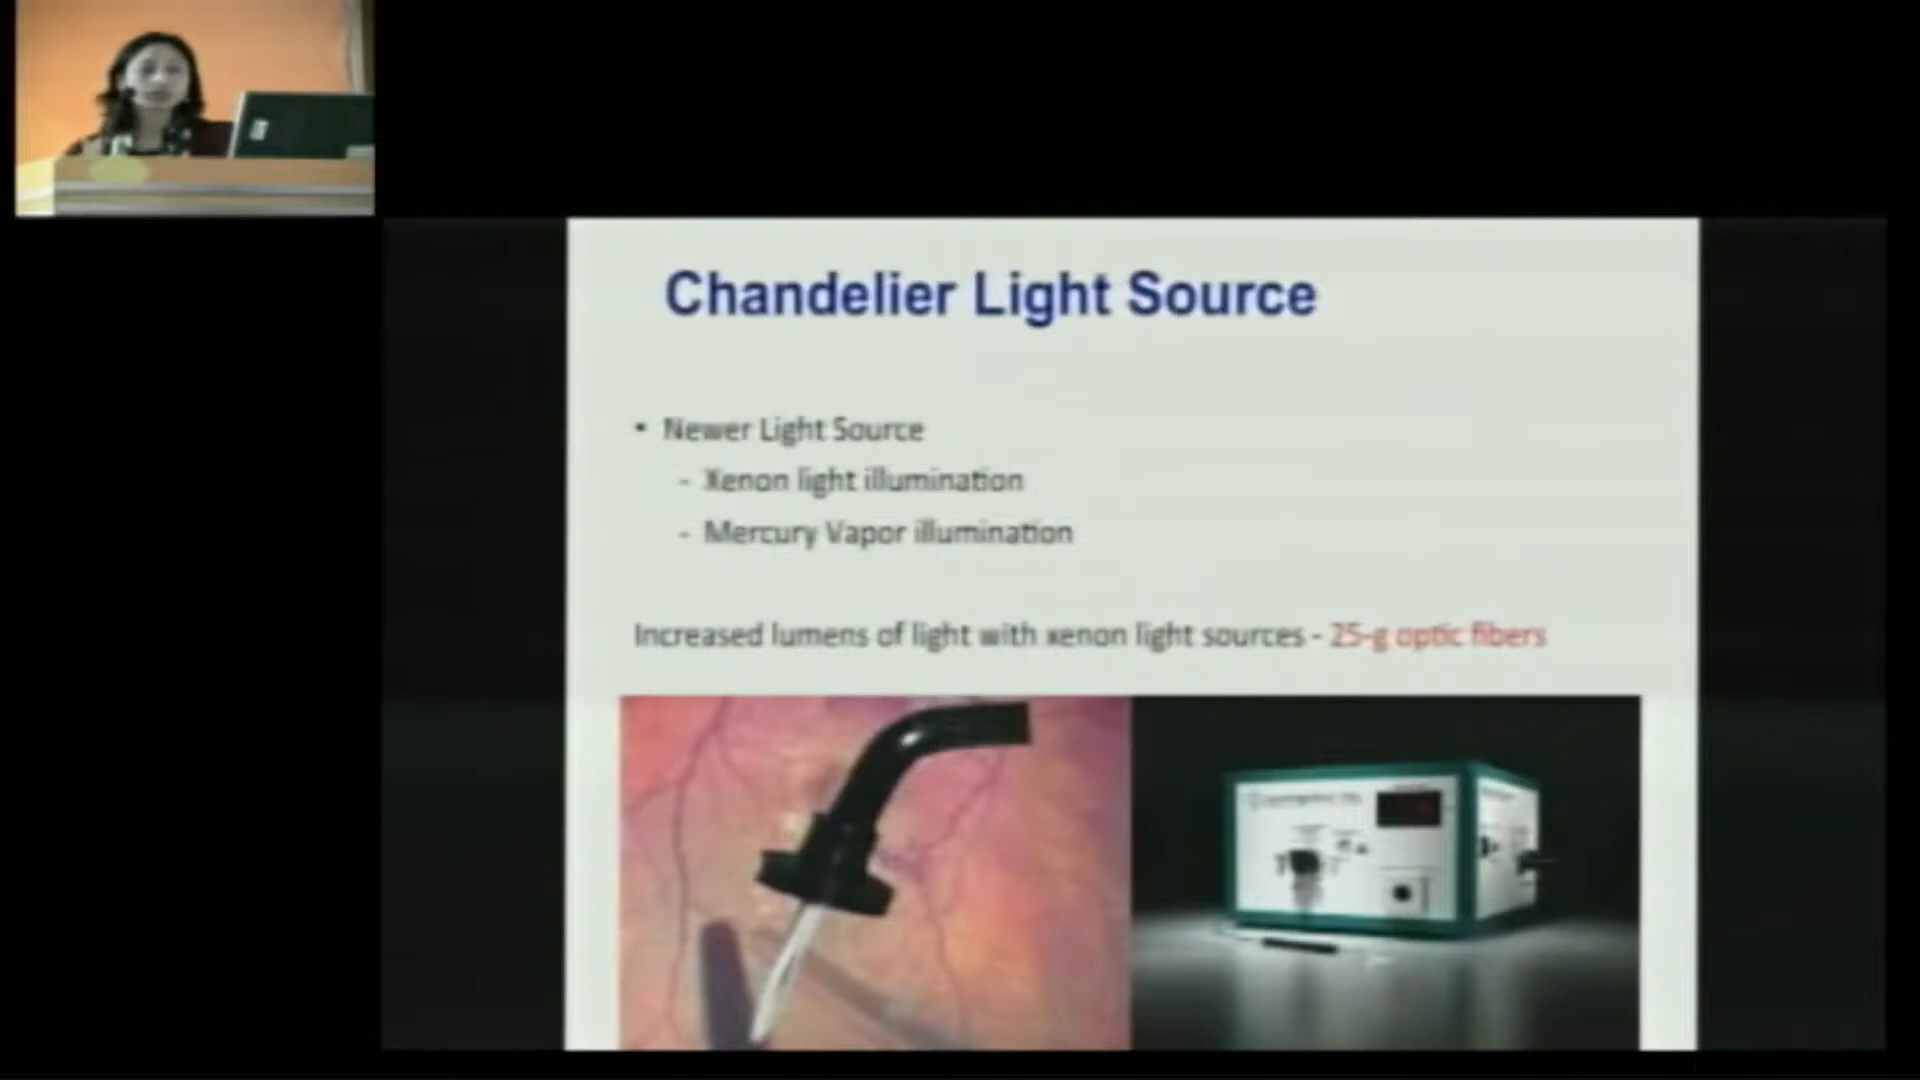 Chandelier Light Source
• Newer Light Source
- Xenon light illumination
- Mercury Vapor illumination
Increased lumens of light with xenon light sources - 25-g optic fibers